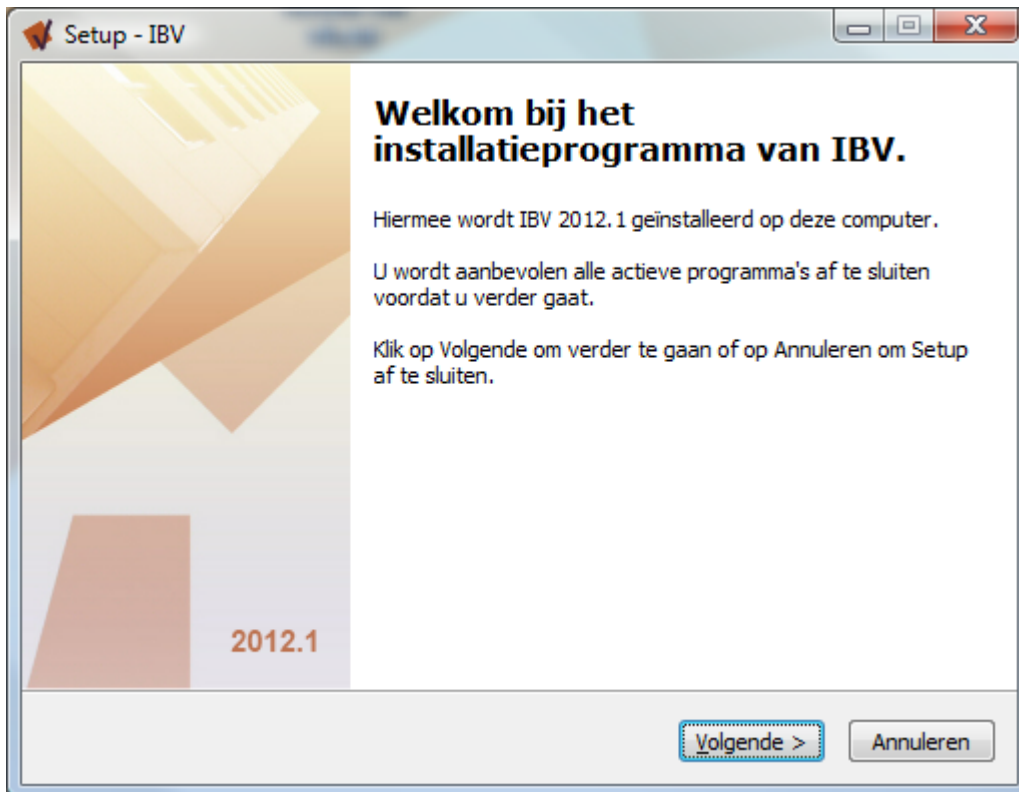 Setup - IBV
Welkom bij het
installatieprogramma van IBV.
Hiermee wordt IBV 2012.1 geïnstalleerd op deze computer.
U wordt aanbevolen alle actieve programma's af te sluiten
voordat u verder gaat.
Klik op Volgende om verder te gaan of op Annuleren om Setup
af te sluiten.
2012.1
Volgende >
Annuleren